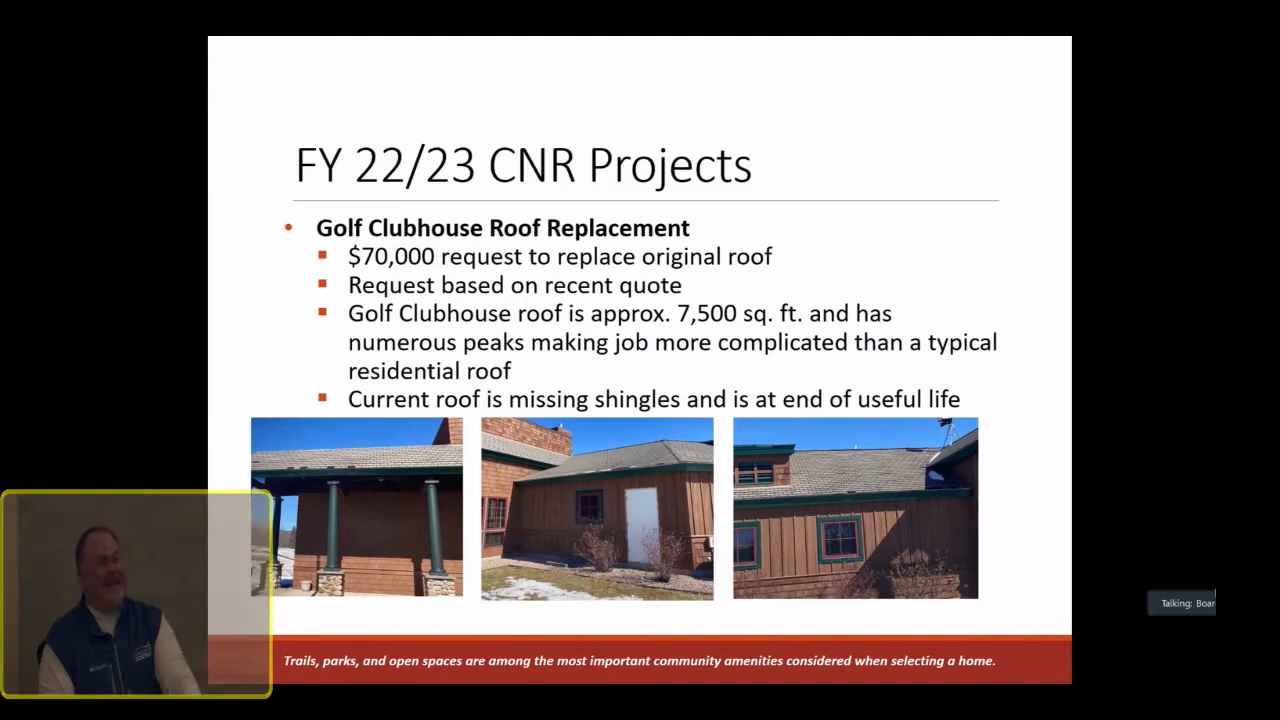 FY 22/23 CNR Projects
• Golf Clubhouse Roof Replacement
▪ $70,000 request to replace original roof
▪ Request based on recent quote
▪ Golf Clubhouse roof is approx. 7,500 sq. ft. and has
numerous peaks making job more complicated than a typical
residential roof
▪ Current roof is missing shingles and is at end of useful life
Talking: Boar
Trails, parks, and open spaces are among the most important community amenities considered when selecting a home.